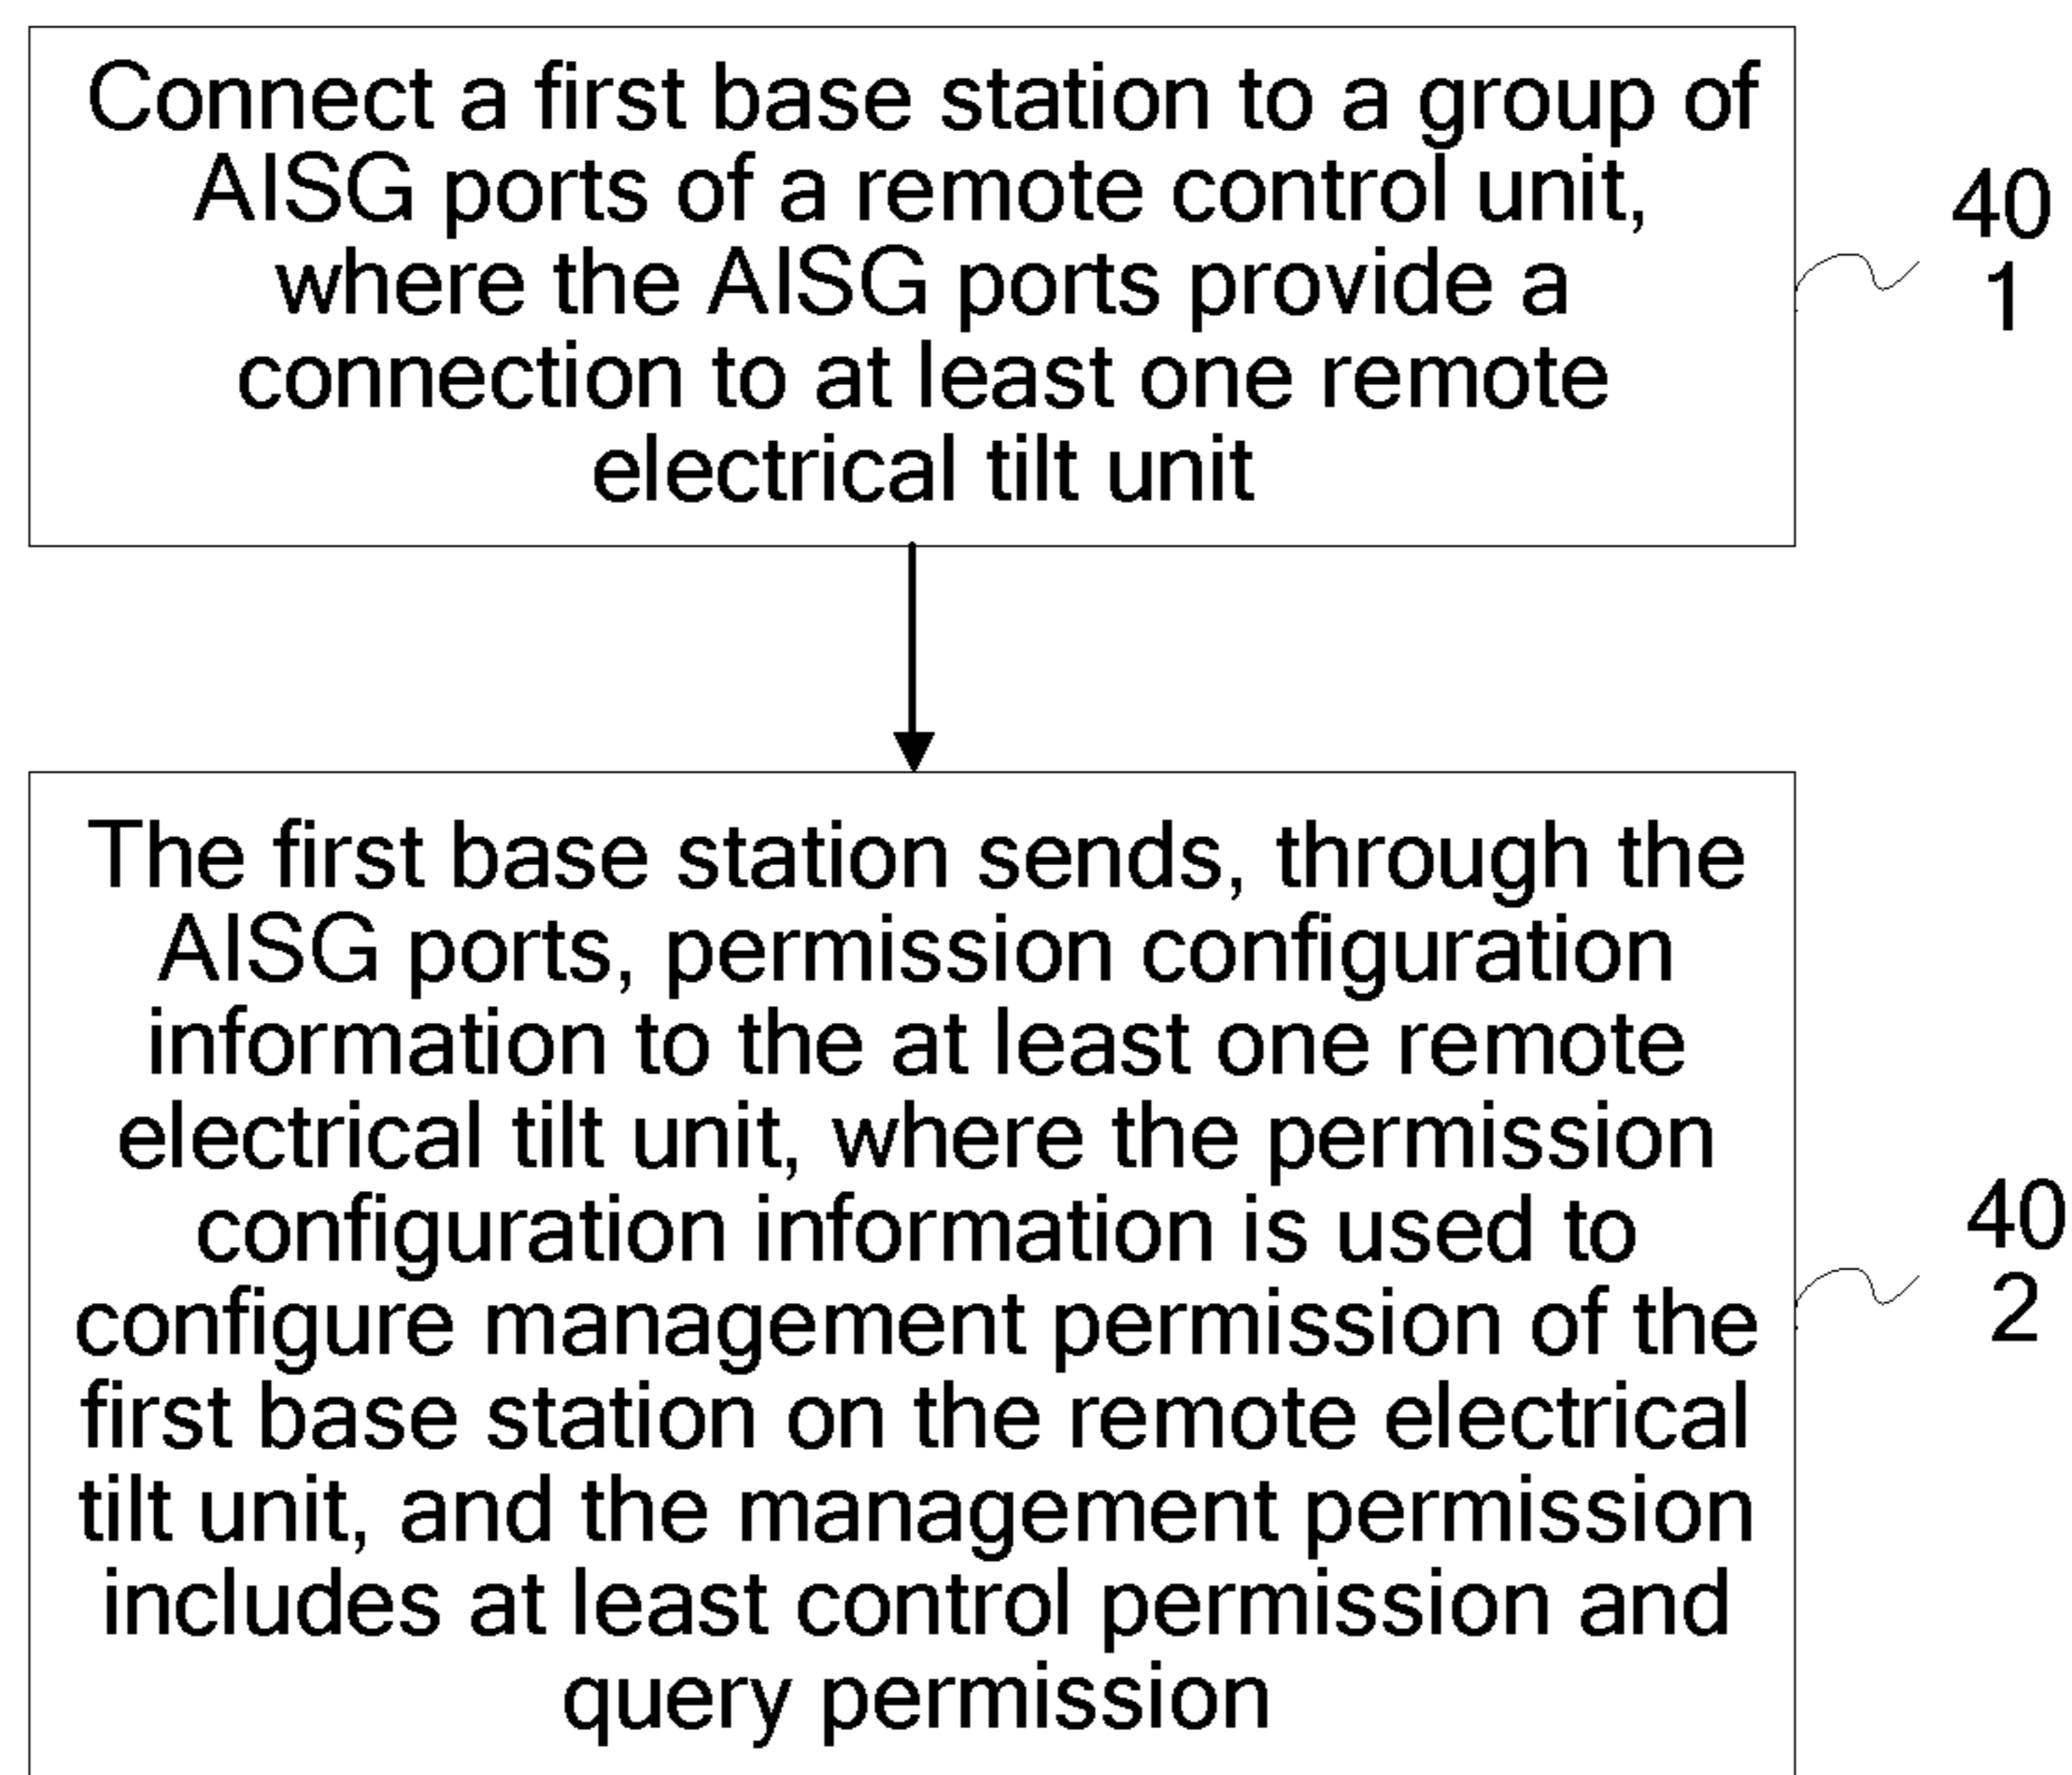 Connect a first base station to a group of
AISG ports of a remote control unit,
where the AISG ports provide a
connection to at least one remote
electrical tilt unit
40
1
The first base station sends, through the
AISG ports, permission configuration
information to the at least one remote
electrical tilt unit, where the permission
configuration information is used to
configure management permission of the
first base station on the remote electrical
tilt unit, and the management permission
includes at least control permission and
query permission
40
2